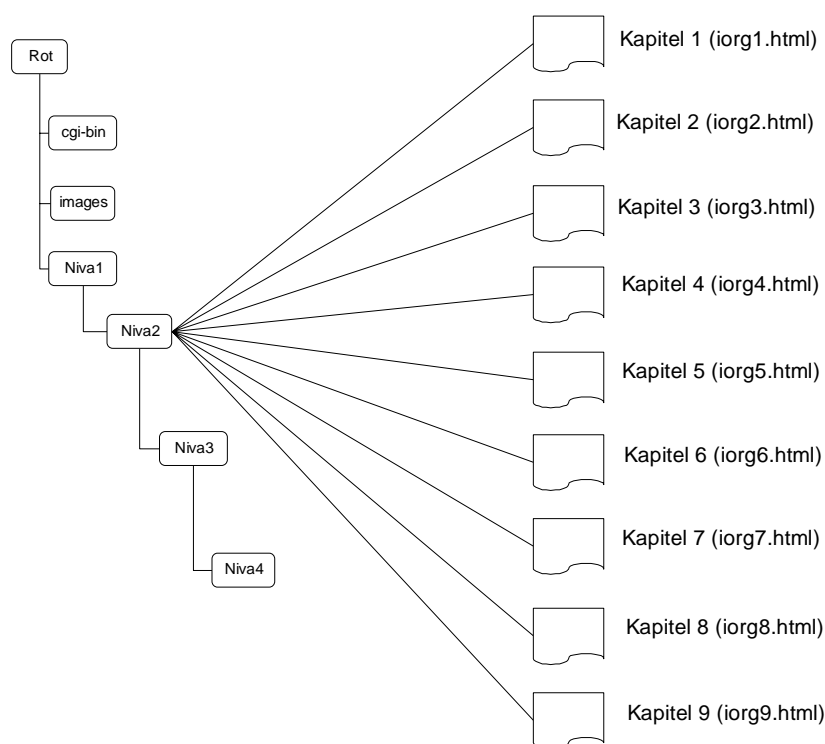 Rot
cgi-bin
images
Niva1
Niva2
Niva3
Niva4
Kapitel 1 (iorg1.html)
Kapitel 2 (iorg2.html)
Kapitel 3 (iorg3.html)
Kapitel 4 (iorg4.html)
Kapitel 5 (iorg5.html)
Kapitel 6 (iorg6.html)
Kapitel 7 (iorg7.html)
Kapitel 8 (iorg8.html)
Kapitel 9 (iorg9.html)